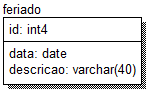 feriado
id: int4
data: date
descricao: varchar(40)